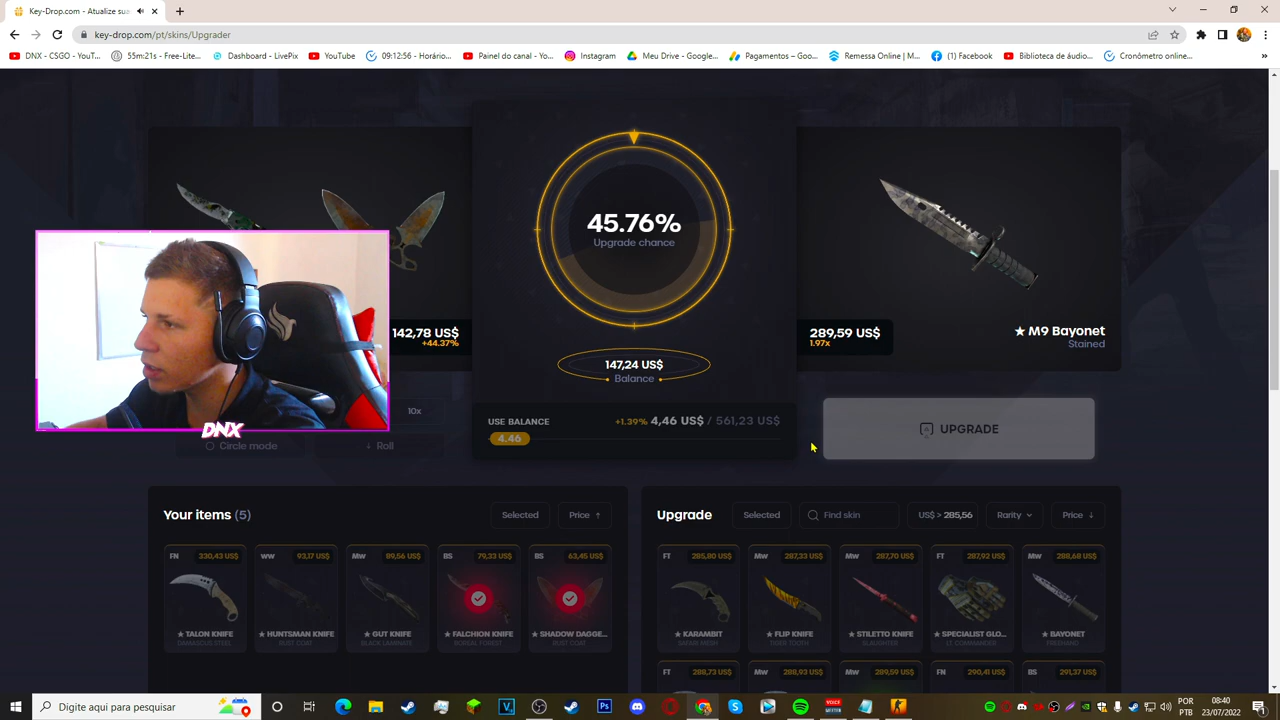 Key-Drop.com - Atualize sua
key-drop.com/pt/skins/Upgrader
DNX - CSGO - YouT...
55m21s - Free-Lite...
Dashboard - LivePix
YouTube
09:12:56 - Horário...
Painel do canal - Yo...
Instagram
Meu Drive - Google...
Pagamentos – Goo...
Remessa Online | M...
(1) Facebook
Biblioteca de áudio...
Cronômetro online...
»
45.76%
Upgrade chance
142,78 US$
+44.37%
289,59 US$
1.97x
★ M9 Bayonet
Stained
147,24 US$
Balance
10x
USE BALANCE
+1.39% 4,46 US$ / 561,23 US$
4.46
UPGRADE
DNX
Circle mode
Roll
Your items (5)
Selected
Price ↑
Upgrade
Selected
Find skin
US$ > 285,56
Rarity
Price ↓
FN 330,43 US$
WW 93,17 US$
MW 89,56 US$
BS 79,33 US$
BS 63,45 US$
FT 285,80 US$
MW 287,33 US$
MW 287,70 US$
FT 287,92 US$
MW 288,68 US$
★ TALON KNIFE
DAMASCUS STEEL
★ HUNTSMAN KNIFE
RUST COAT
★ GUT KNIFE
BLACK LAMINATE
★ FALCHION KNIFE
BOREAL FOREST
★ SHADOW DAGGE...
RUST COAT
★ KARAMBIT
SAFARI MESH
★ FLIP KNIFE
TIGER TOOTH
★ STILETTO KNIFE
SLAUGHTER
★ SPECIALIST GLO...
LT. COMMANDER
★ BAYONET
FREEHAND
FT 288,73 US$
MW 288,93 US$
MW 289,59 US$
FN 290,41 US$
BS 291,37 US$
Digite aqui para pesquisar
POR
PTB
08:40
23/07/2022